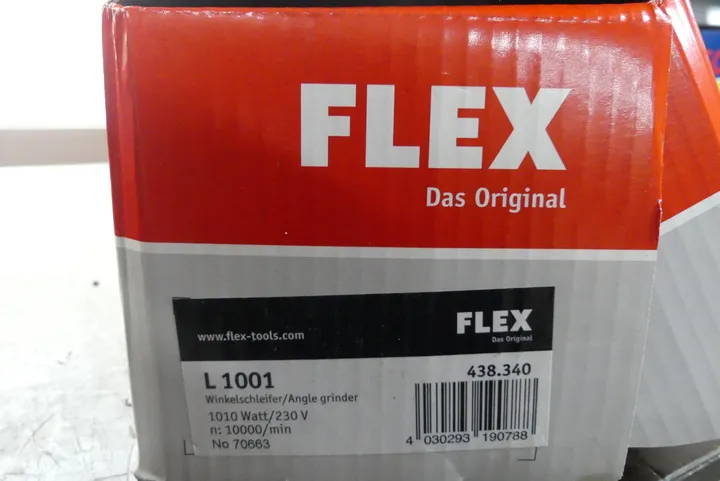 FLEX
Das Original
www.flex-tools.com
FLEX
Das Original
L 1001
438.340
Winkelschleifer/Angle grinder
1010 Watt/230 V
n: 10000/min
No 70663
4 030293 190788